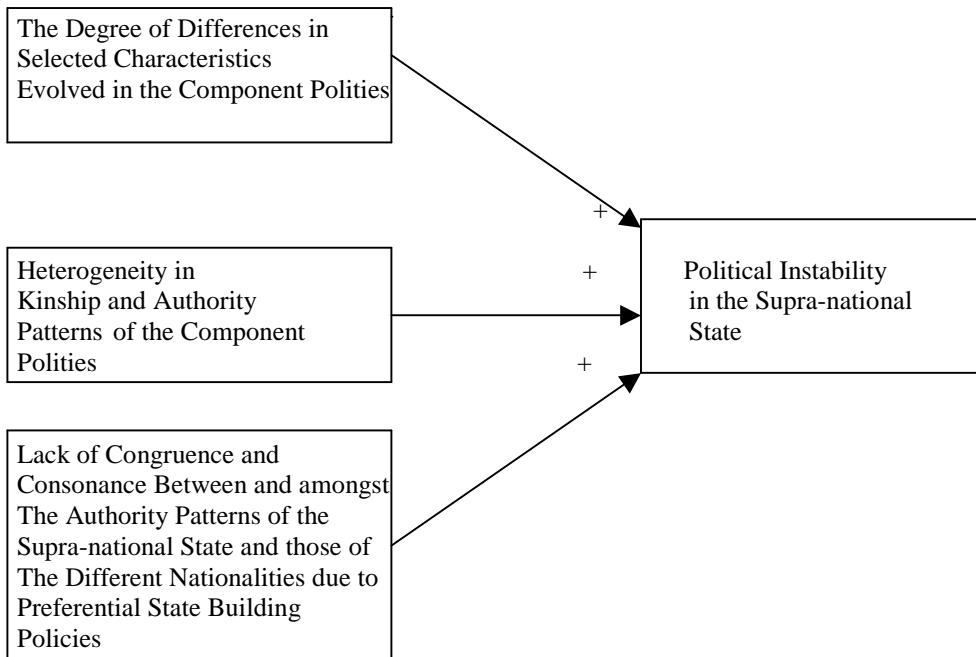 The Degree of Differences in
Selected Characteristics
Evolved in the Component Polities
+
Heterogeneity in
Kinship and Authority
Patterns of the Component
Polities
+
Political Instability
in the Supra-national
State
+
Lack of Congruence and
Consonance Between and amongst
The Authority Patterns of the
Supra-national State and those of
The Different Nationalities due to
Preferential State Building
Policies